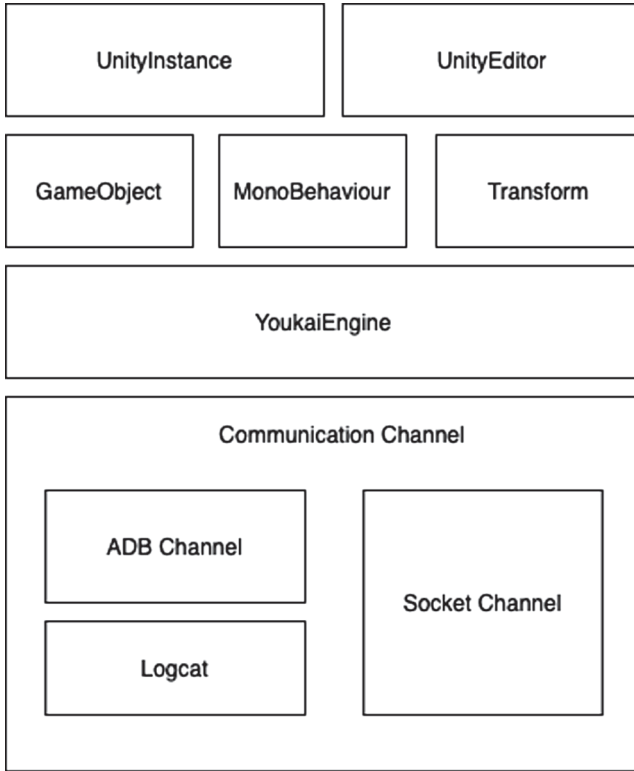 UnityInstance
UnityEditor
GameObject
MonoBehaviour
Transform
YoukaiEngine
Communication Channel
ADB Channel
Socket Channel
Logcat